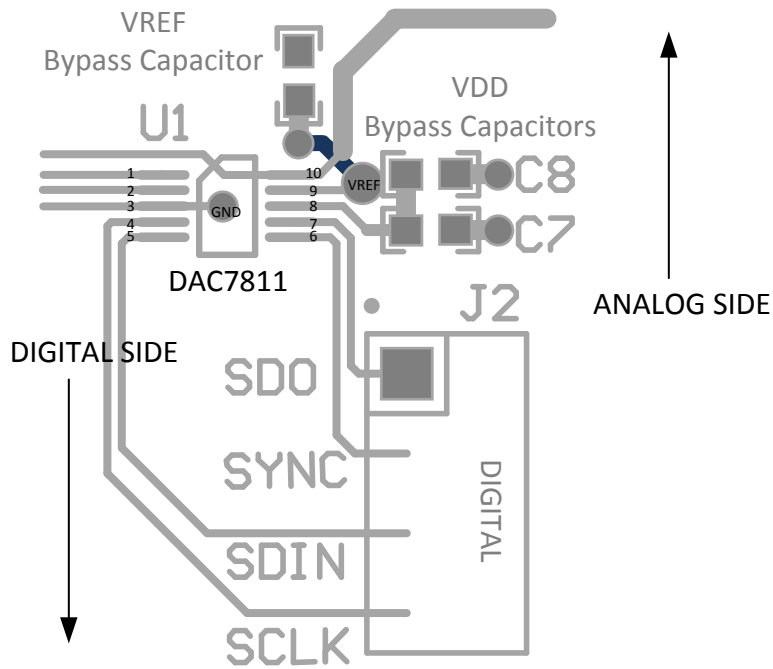 VREF
Bypass Capacitor
VDD
Bypass Capacitors
U1
1
2
3
4
5
GND
10
9
8
7
6
VREF
C8
C7
DAC7811
ANALOG SIDE
J2
DIGITAL SIDE
SDO
SYNC
DIGITAL
SDIN
SCLK